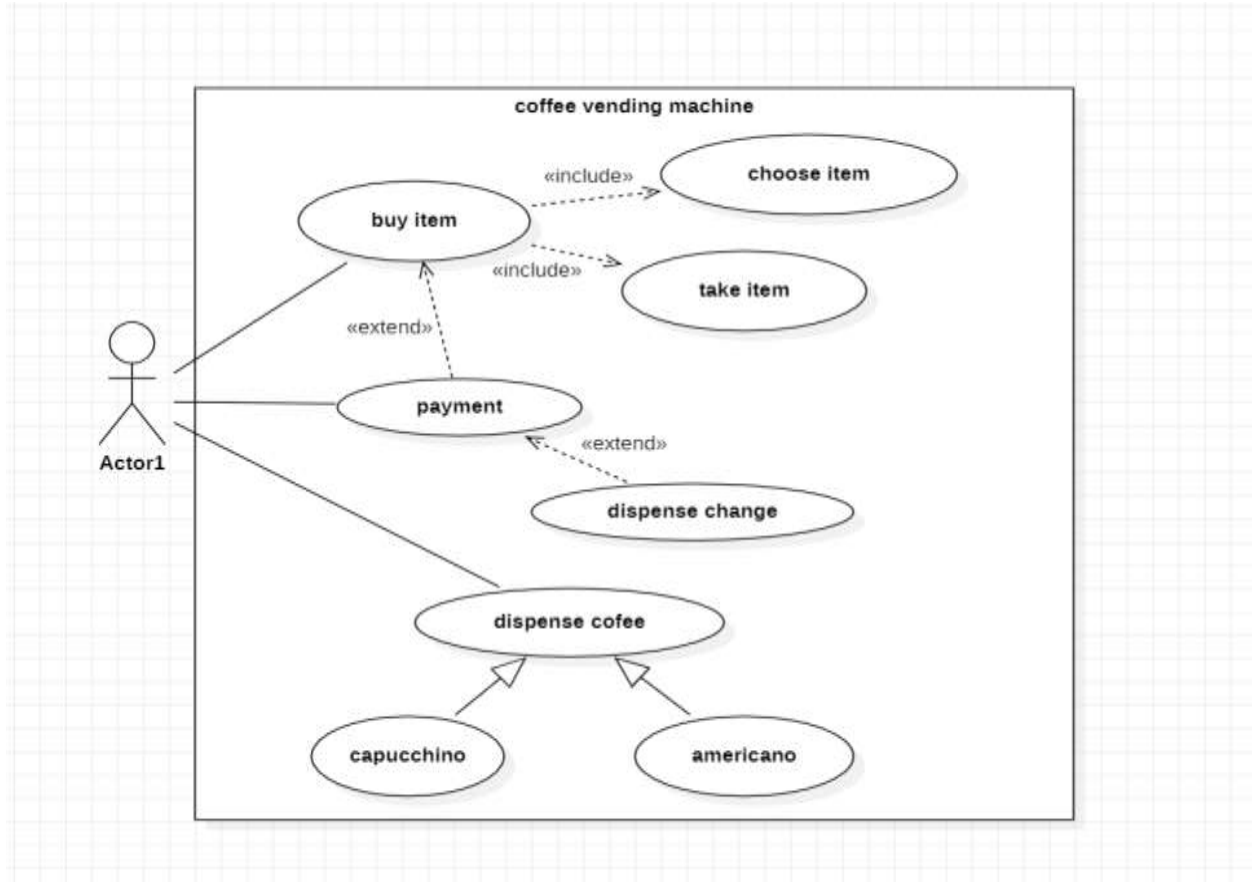 coffee vending machine
«include»
choose item
buy item
«include»
take item
«extend»
payment
«extend»
Actor1
dispense change
dispense cofee
capucchino
americano